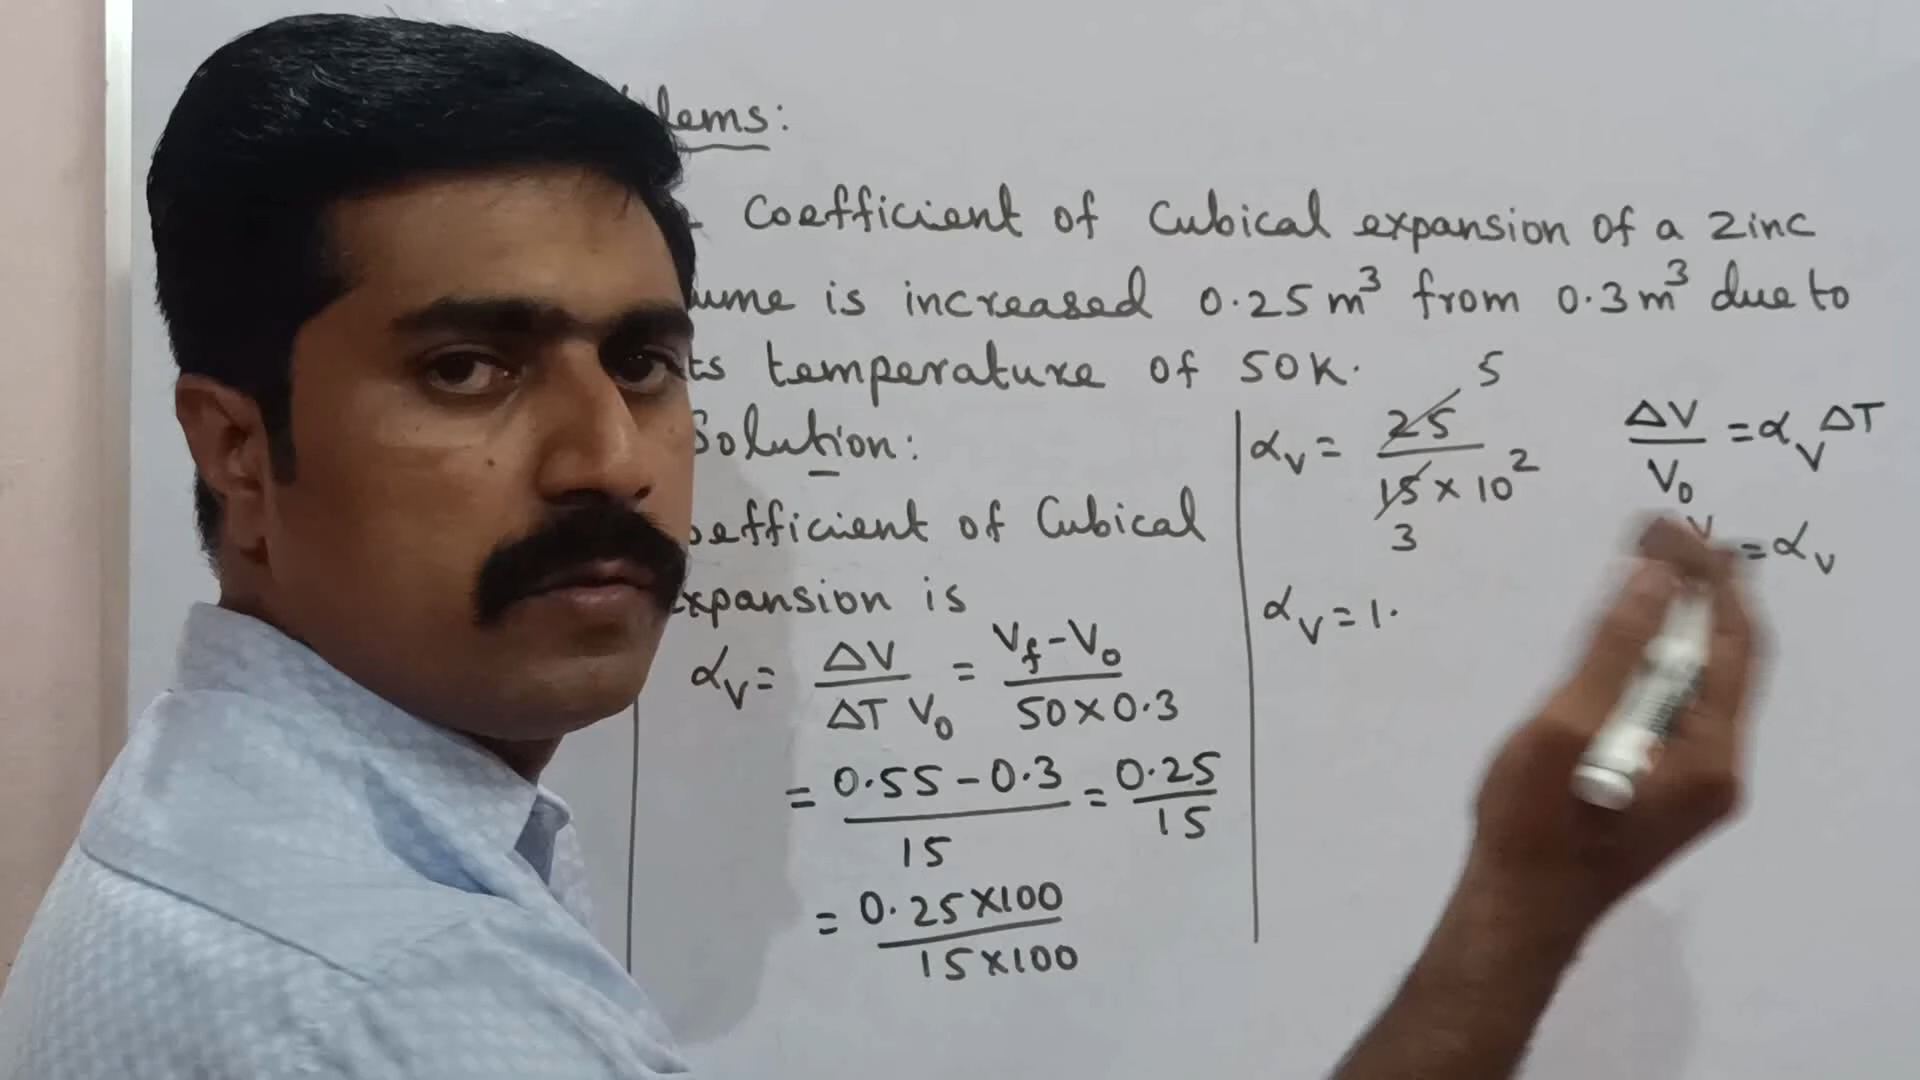 lems:
Coefficient of Cubical expansion of a Zinc
ume is increased 0.25 m³ from 0.3 m³ due to
ts temperature of 50K.
Solution:
oefficient of Cubical
xpansion is
αV = ΔV / ΔT V0 = Vf - V0 / 50 × 0.3
= 0.55 - 0.3 / 15 = 0.25 / 15
= 0.25 × 100 / 15 × 100
αV = 25 5 / 15 × 10² 3
αV = 1.
ΔV / V0 = αV ΔT
= αV